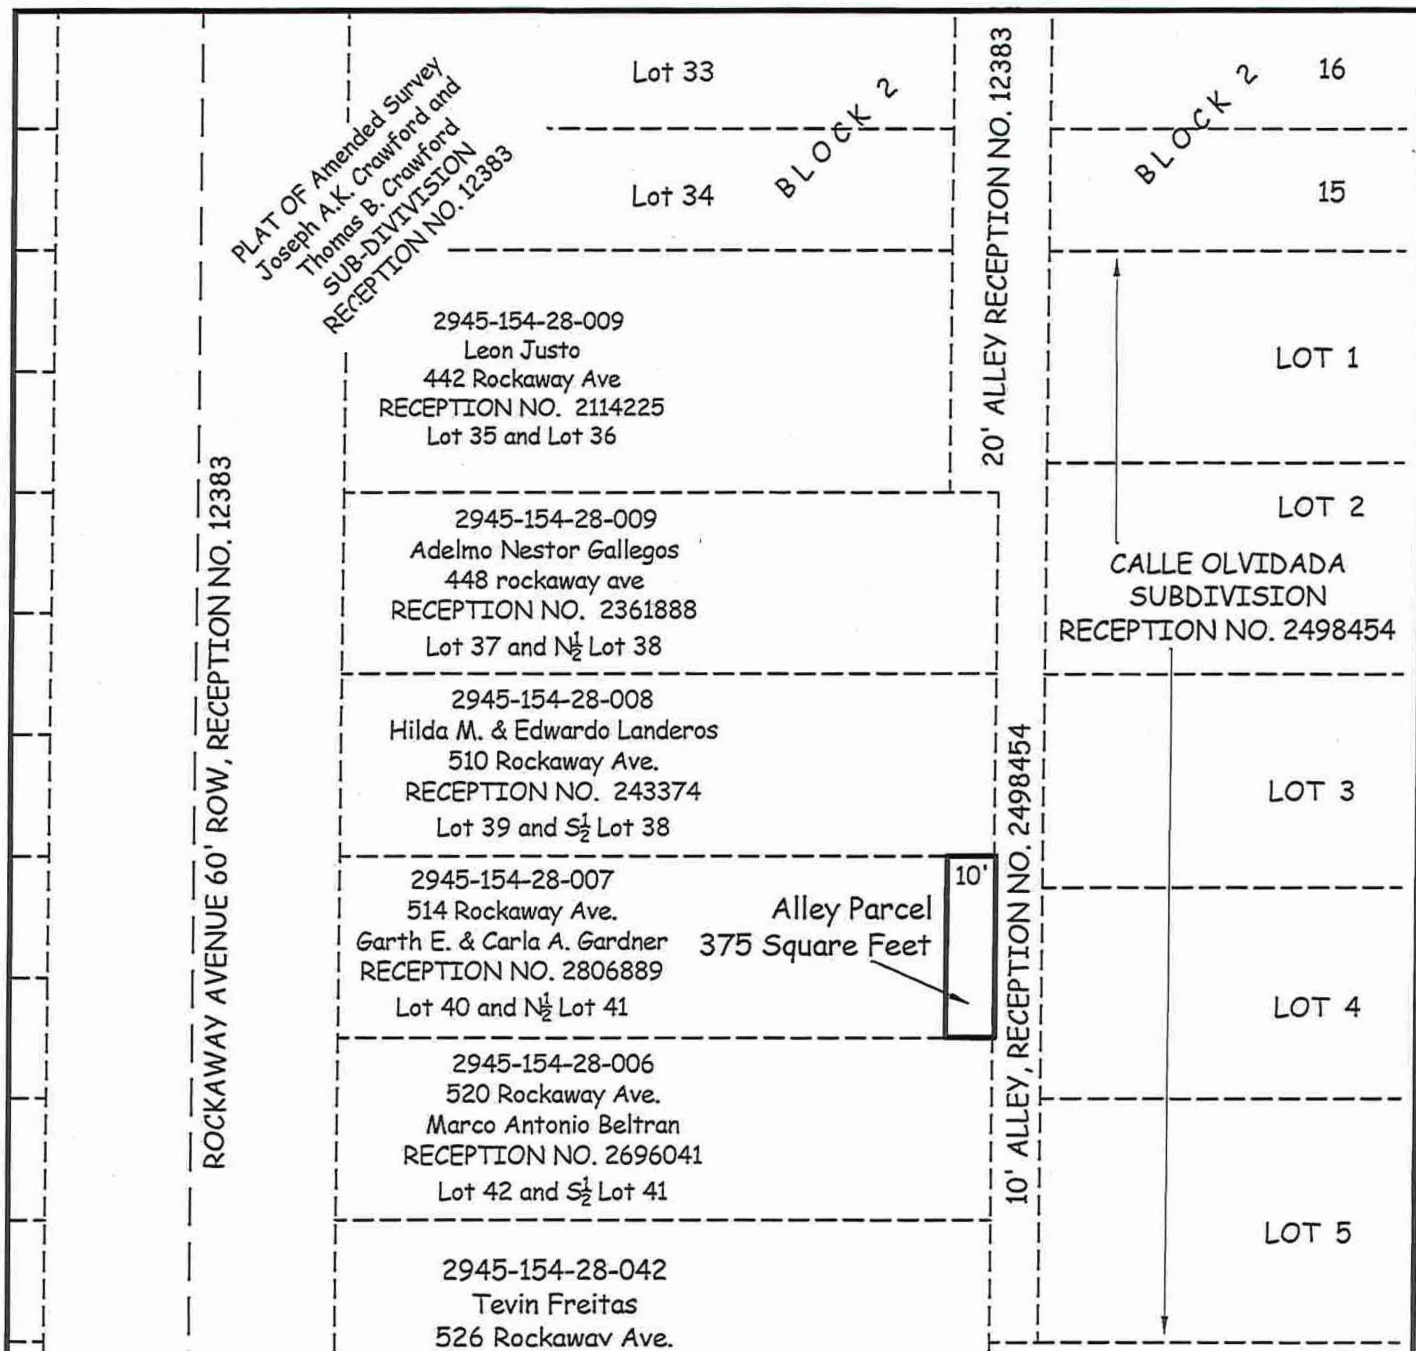 Lot 33
BLOCK 2
Lot 34
PLAT OF Amended Survey
Joseph A.K. Crawford and
Thomas B. Crawford
SUB-DIVIVISION
RECEPTION NO. 12383
20' ALLEY RECEPTION NO. 12383
BLOCK 2
16
15
2945-154-28-009
Leon Justo
442 Rockaway Ave
RECEPTION NO. 2114225
Lot 35 and Lot 36
LOT 1
ROCKAWAY AVENUE 60' ROW, RECEPTION NO. 12383
2945-154-28-009
Adelmo Nestor Gallegos
448 rockaway ave
RECEPTION NO. 2361888
Lot 37 and N½ Lot 38
LOT 2
CALLE OLVIDADA
SUBDIVISION
RECEPTION NO. 2498454
2945-154-28-008
Hilda M. & Edwardo Landeros
510 Rockaway Ave.
RECEPTION NO. 243374
Lot 39 and S½ Lot 38
10' ALLEY, RECEPTION NO. 2498454
LOT 3
2945-154-28-007
514 Rockaway Ave.
Garth E. & Carla A. Gardner
RECEPTION NO. 2806889
Lot 40 and N½ Lot 41
10'
Alley Parcel
375 Square Feet
LOT 4
2945-154-28-006
520 Rockaway Ave.
Marco Antonio Beltran
RECEPTION NO. 2696041
Lot 42 and S½ Lot 41
LOT 5
2945-154-28-042
Tevin Freitas
526 Rockaway Ave.